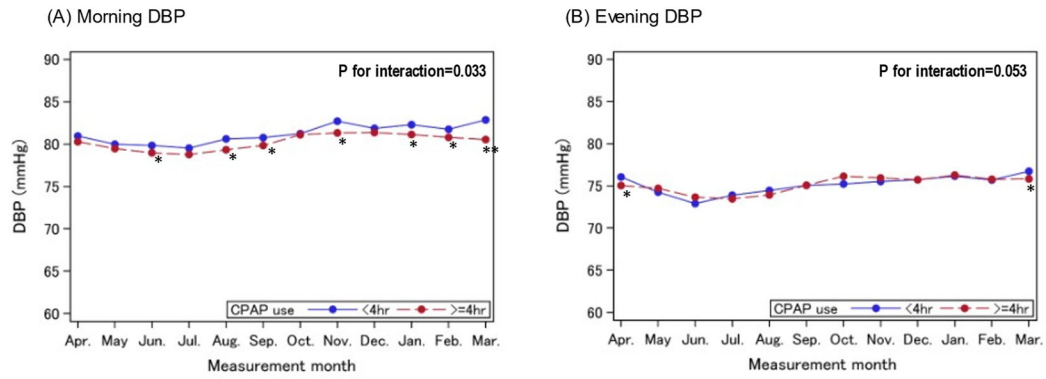 (A) Morning DBP
P for interaction=0.033
DBP (mmHg)
90
85
80
75
70
65
60
* * * * * * **
CPAP use <4hr >=4hr
Apr. May Jun. Jul. Aug. Sep. Oct. Nov. Dec. Jan. Feb. Mar.
Measurement month
(B) Evening DBP
P for interaction=0.053
DBP (mmHg)
90
85
80
75
70
65
60
* *
CPAP use <4hr >=4hr
Apr. May Jun. Jul. Aug. Sep. Oct. Nov. Dec. Jan. Feb. Mar.
Measurement month